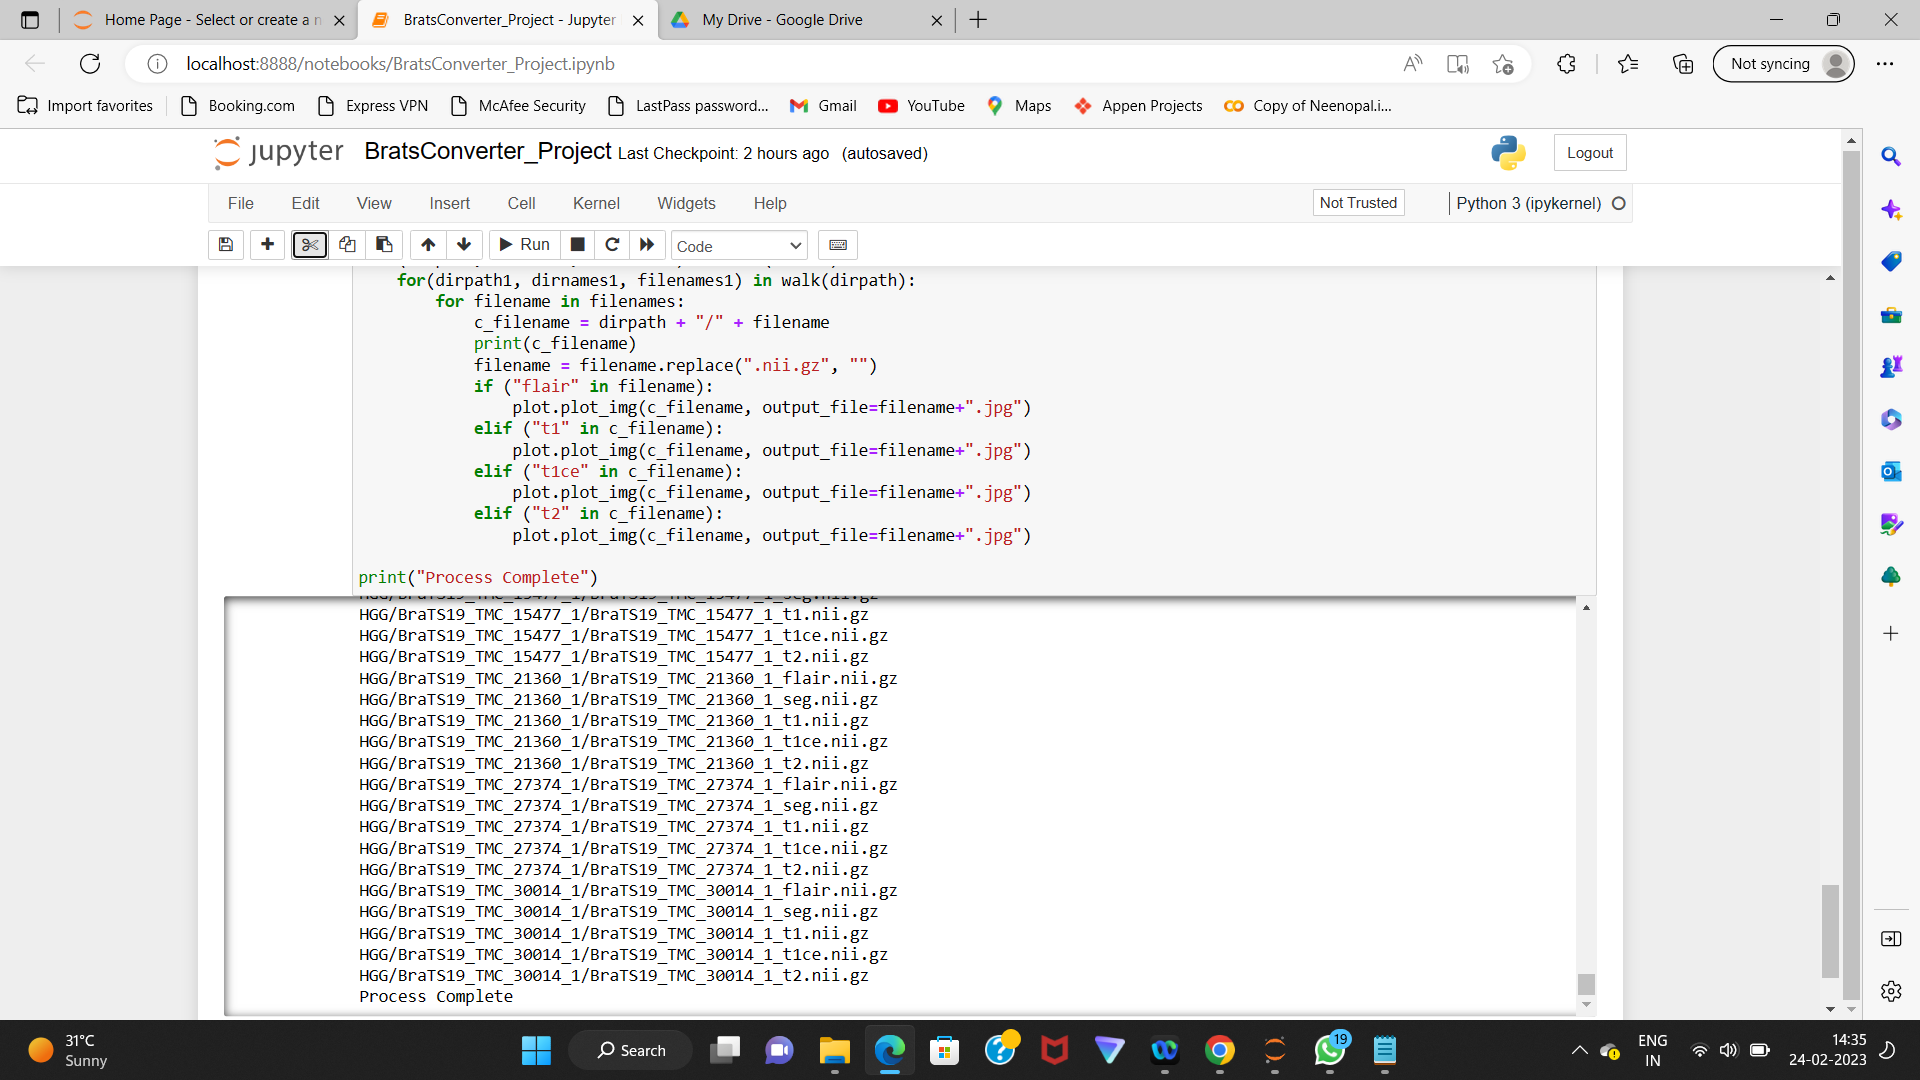 Home Page - Select or create a n
BratsConverter_Project - Jupyter
My Drive - Google Drive
localhost:8888/notebooks/BratsConverter_Project.ipynb
Not syncing
Import favorites
Booking.com
Express VPN
McAfee Security
LastPass password...
Gmail
YouTube
Maps
Appen Projects
Copy of Neenopal.i...
jupyter
BratsConverter_Project Last Checkpoint: 2 hours ago (autosaved)
Logout
File Edit View Insert Cell Kernel Widgets Help
Not Trusted
Python 3 (ipykernel)
Run
Code
for(dirpath1, dirnames1, filenames1) in walk(dirpath):
for filename in filenames:
c_filename = dirpath + "/" + filename
print(c_filename)
filename = filename.replace(".nii.gz", "")
if ("flair" in filename):
plot.plot_img(c_filename, output_file=filename+".jpg")
elif ("t1" in c_filename):
plot.plot_img(c_filename, output_file=filename+".jpg")
elif ("t1ce" in c_filename):
plot.plot_img(c_filename, output_file=filename+".jpg")
elif ("t2" in c_filename):
plot.plot_img(c_filename, output_file=filename+".jpg")
print("Process Complete")
HGG/BraTS19_TMC_15477_1/BraTS19_TMC_15477_1_seg.nii.gz
HGG/BraTS19_TMC_15477_1/BraTS19_TMC_15477_1_t1.nii.gz
HGG/BraTS19_TMC_15477_1/BraTS19_TMC_15477_1_t1ce.nii.gz
HGG/BraTS19_TMC_15477_1/BraTS19_TMC_15477_1_t2.nii.gz
HGG/BraTS19_TMC_21360_1/BraTS19_TMC_21360_1_flair.nii.gz
HGG/BraTS19_TMC_21360_1/BraTS19_TMC_21360_1_seg.nii.gz
HGG/BraTS19_TMC_21360_1/BraTS19_TMC_21360_1_t1.nii.gz
HGG/BraTS19_TMC_21360_1/BraTS19_TMC_21360_1_t1ce.nii.gz
HGG/BraTS19_TMC_21360_1/BraTS19_TMC_21360_1_t2.nii.gz
HGG/BraTS19_TMC_27374_1/BraTS19_TMC_27374_1_flair.nii.gz
HGG/BraTS19_TMC_27374_1/BraTS19_TMC_27374_1_seg.nii.gz
HGG/BraTS19_TMC_27374_1/BraTS19_TMC_27374_1_t1.nii.gz
HGG/BraTS19_TMC_27374_1/BraTS19_TMC_27374_1_t1ce.nii.gz
HGG/BraTS19_TMC_27374_1/BraTS19_TMC_27374_1_t2.nii.gz
HGG/BraTS19_TMC_30014_1/BraTS19_TMC_30014_1_flair.nii.gz
HGG/BraTS19_TMC_30014_1/BraTS19_TMC_30014_1_seg.nii.gz
HGG/BraTS19_TMC_30014_1/BraTS19_TMC_30014_1_t1.nii.gz
HGG/BraTS19_TMC_30014_1/BraTS19_TMC_30014_1_t1ce.nii.gz
HGG/BraTS19_TMC_30014_1/BraTS19_TMC_30014_1_t2.nii.gz
Process Complete
31°C
Sunny
Search
19
ENG
IN
14:35
24-02-2023